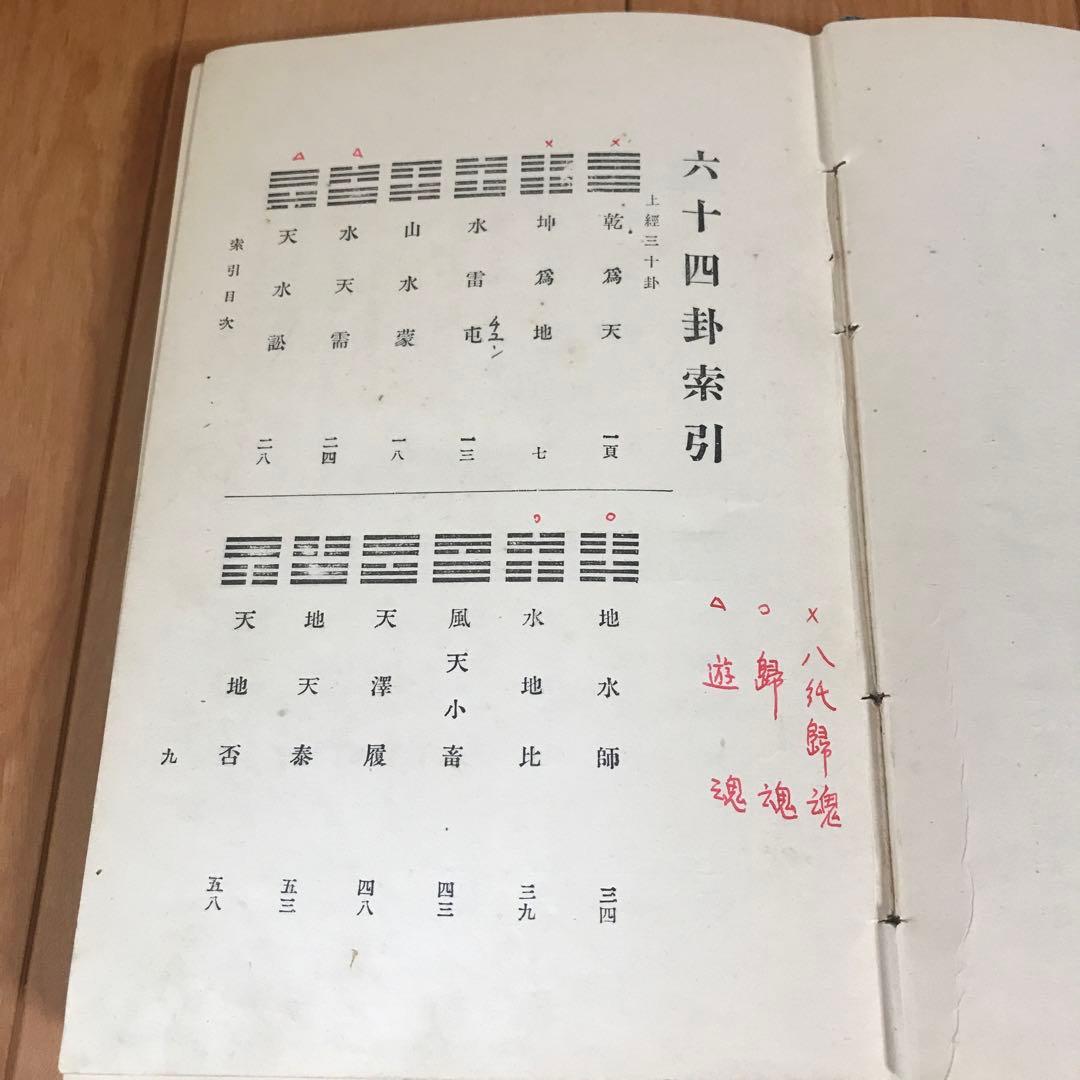 六十四卦索引
上經三十卦
× 乾爲天 一頁
× 坤爲地 七
水雷屯 一三
チユン
山水蒙 一八
△ 水天需 二四
△ 天水訟 二八
索引目次
○ 地水師 三四
○ 水地比 三九
風天小畜 四三
天澤履 四八
地天泰 五三
天地否 五八
九
× 八純歸魂
○ 歸魂
△ 遊魂